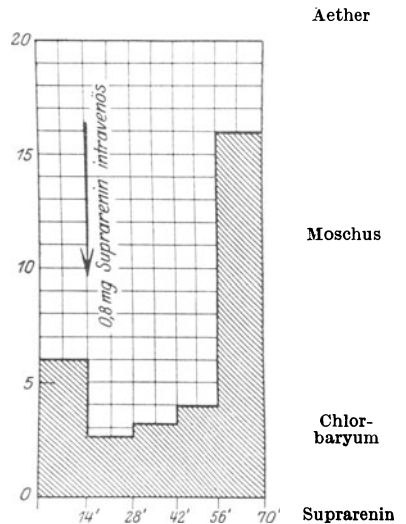 Aether
20
15
0,8 mg Suprarenin intravenös
Moschus
10
5
Chlor-
baryum
0
14' 28' 42' 56' 70'
Suprarenin